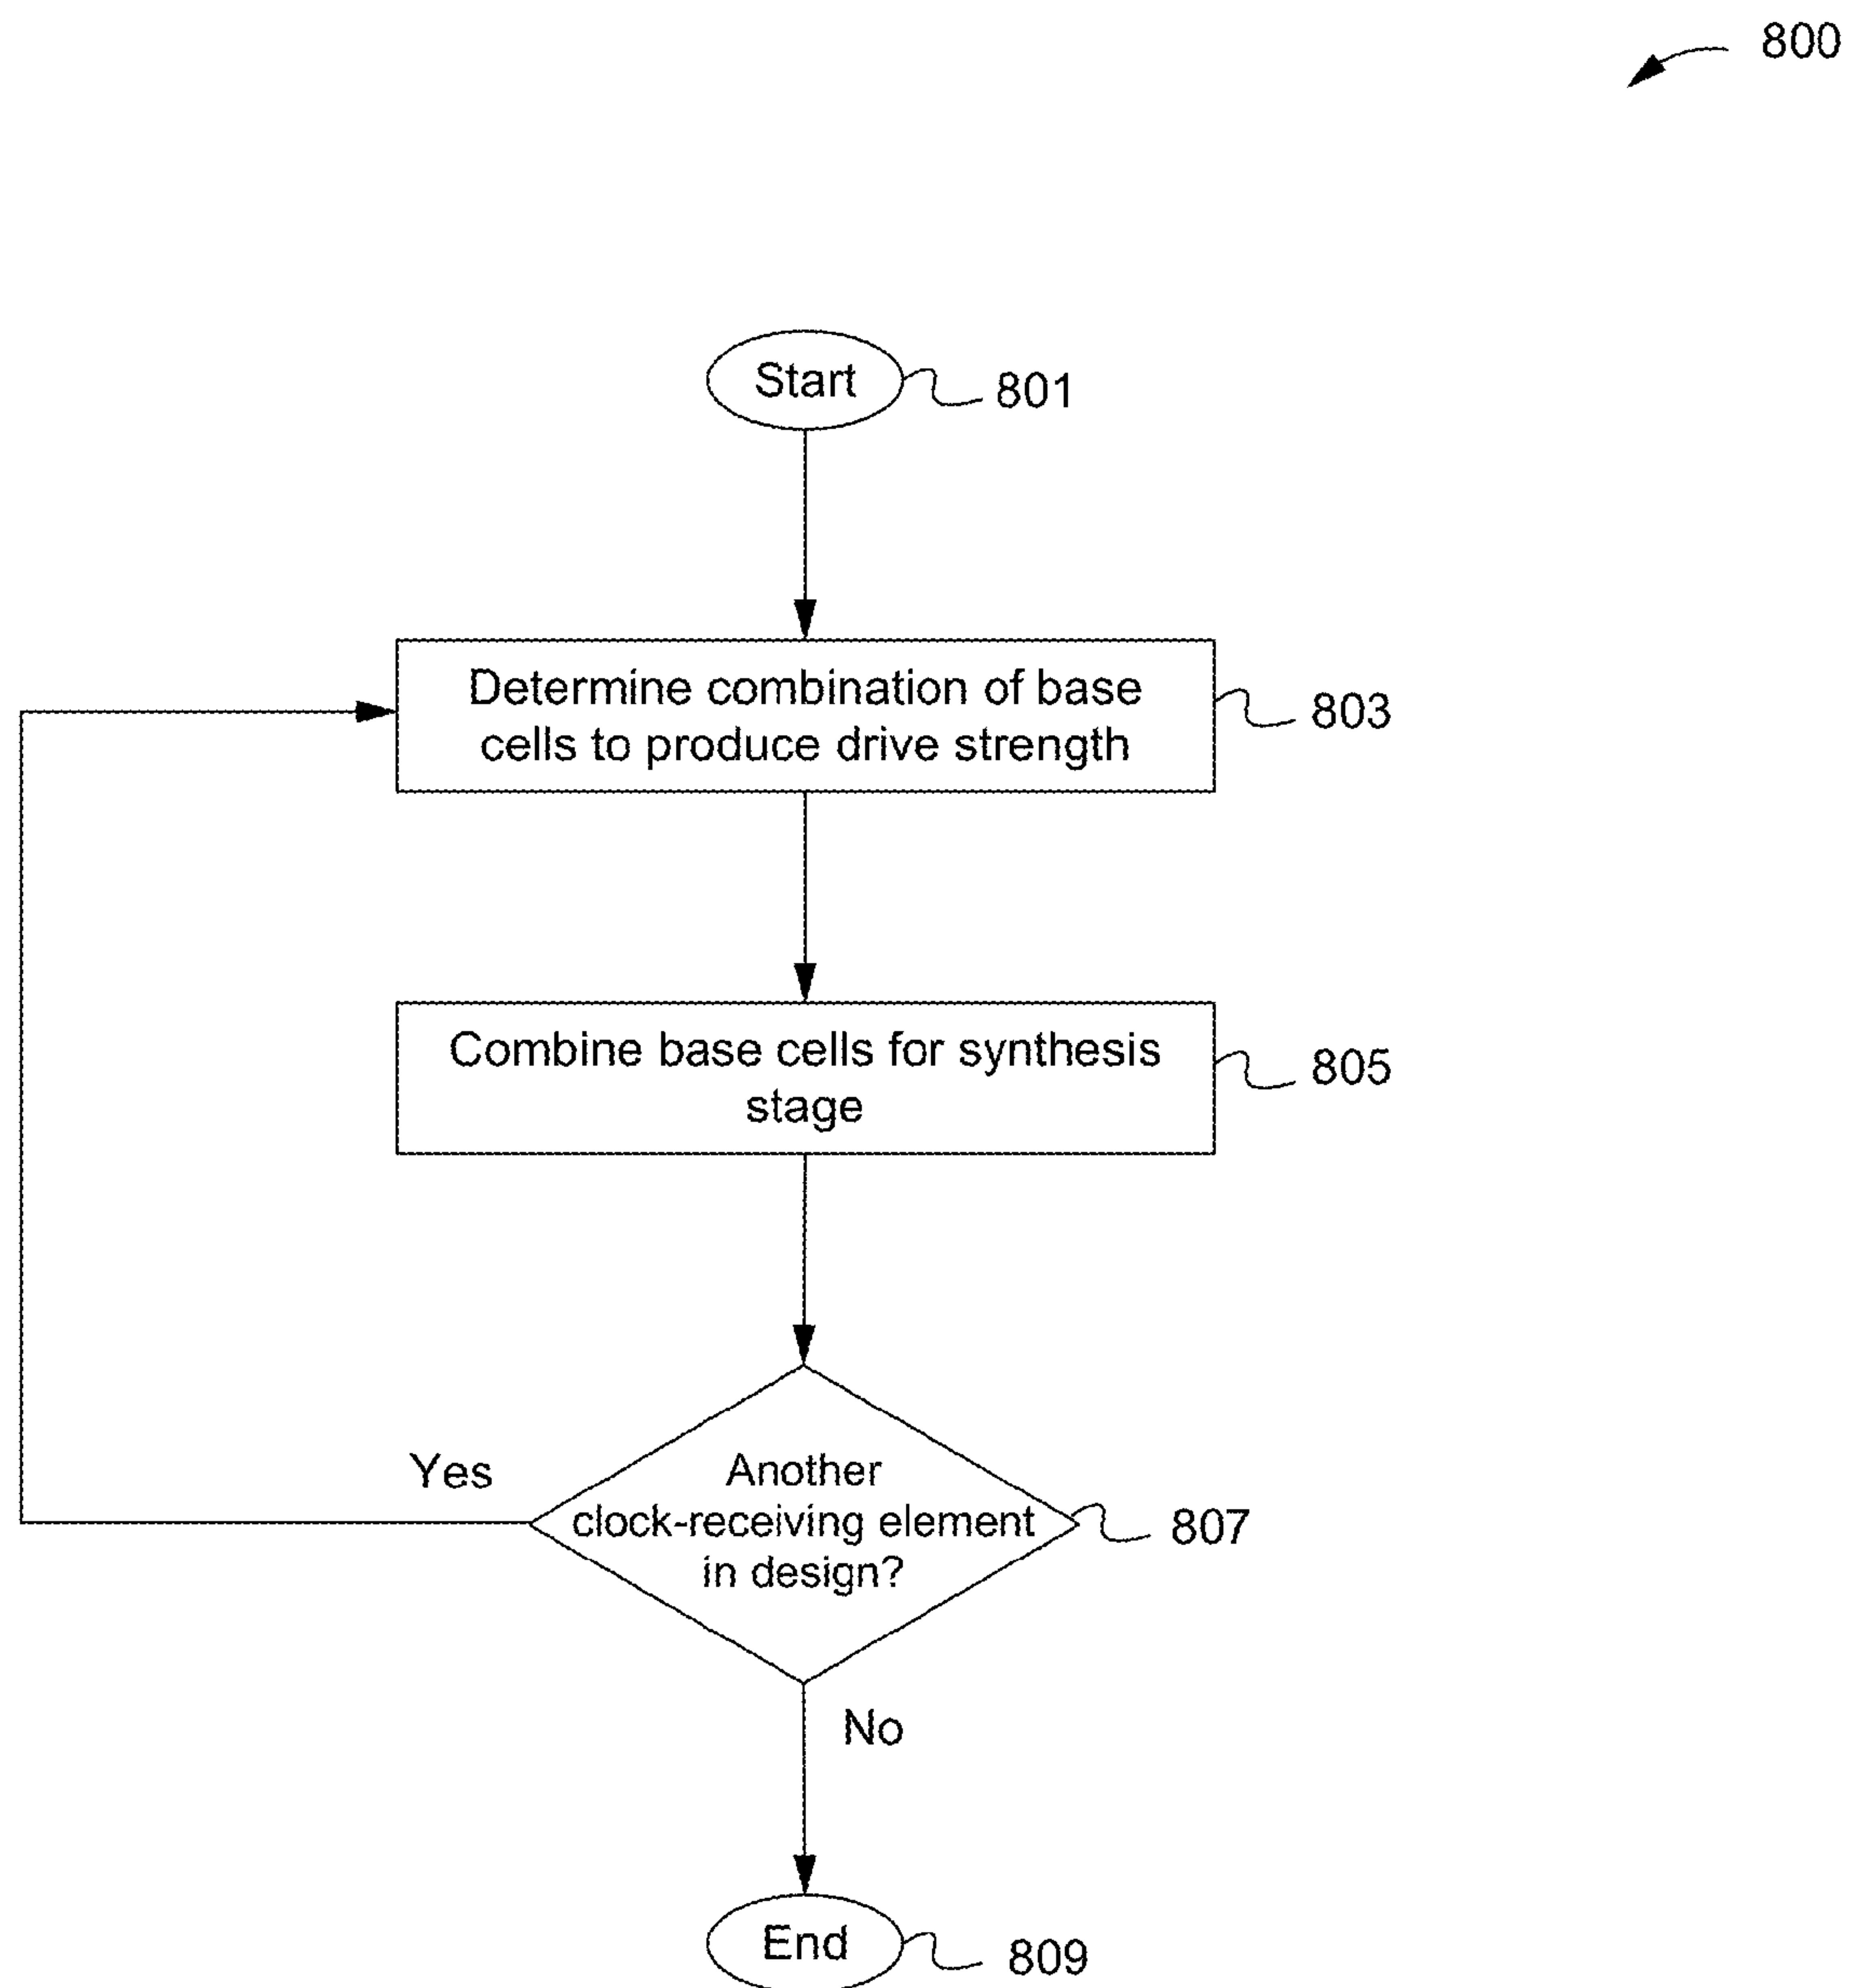 800
Start
801
Determine combination of base
cells to produce drive strength
803
Combine base cells for synthesis
stage
805
Another
clock-receiving element
in design?
807
Yes
No
End
809